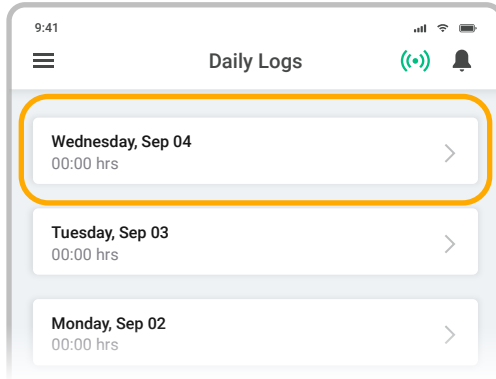 9:41
Daily Logs
Wednesday, Sep 04
00:00 hrs
Tuesday, Sep 03
00:00 hrs
Monday, Sep 02
00:00 hrs